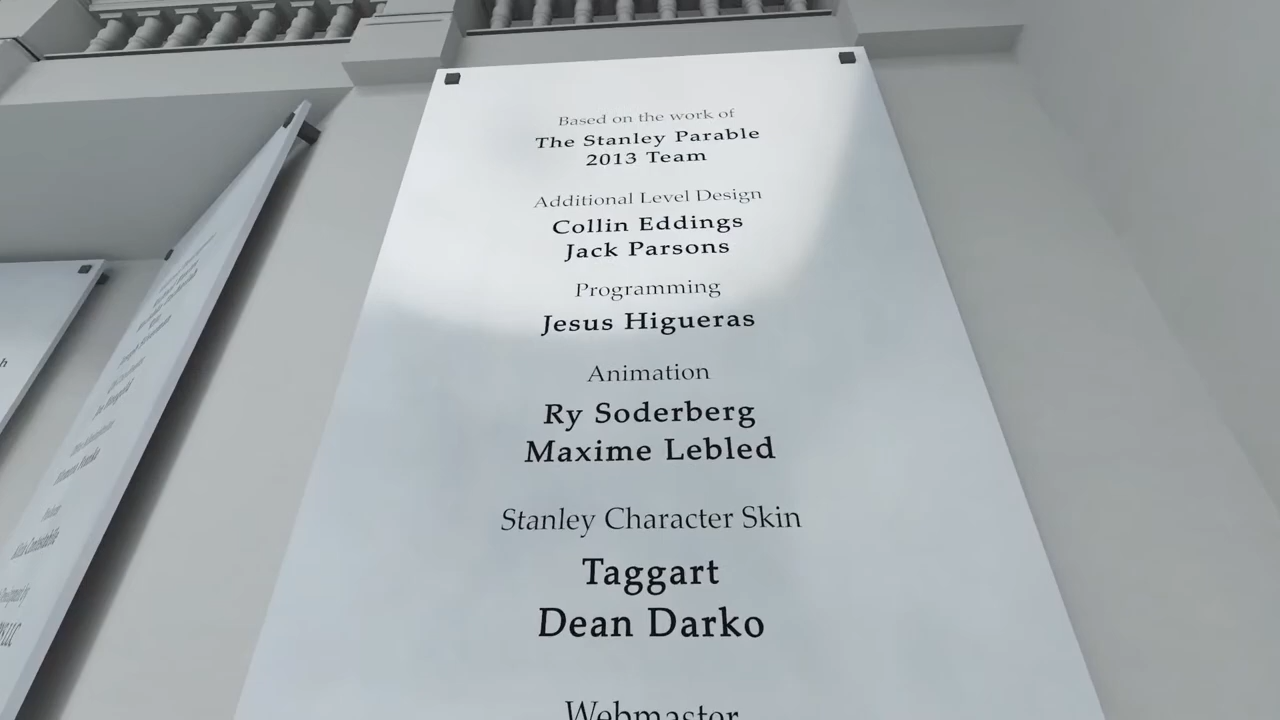 Based on the work of
The Stanley Parable
2013 Team
Additional Level Design
Collin Eddings
Jack Parsons
Programming
Jesus Higueras
Animation
Ry Soderberg
Maxime Lebled
Stanley Character Skin
Taggart
Dean Darko
Webmaster